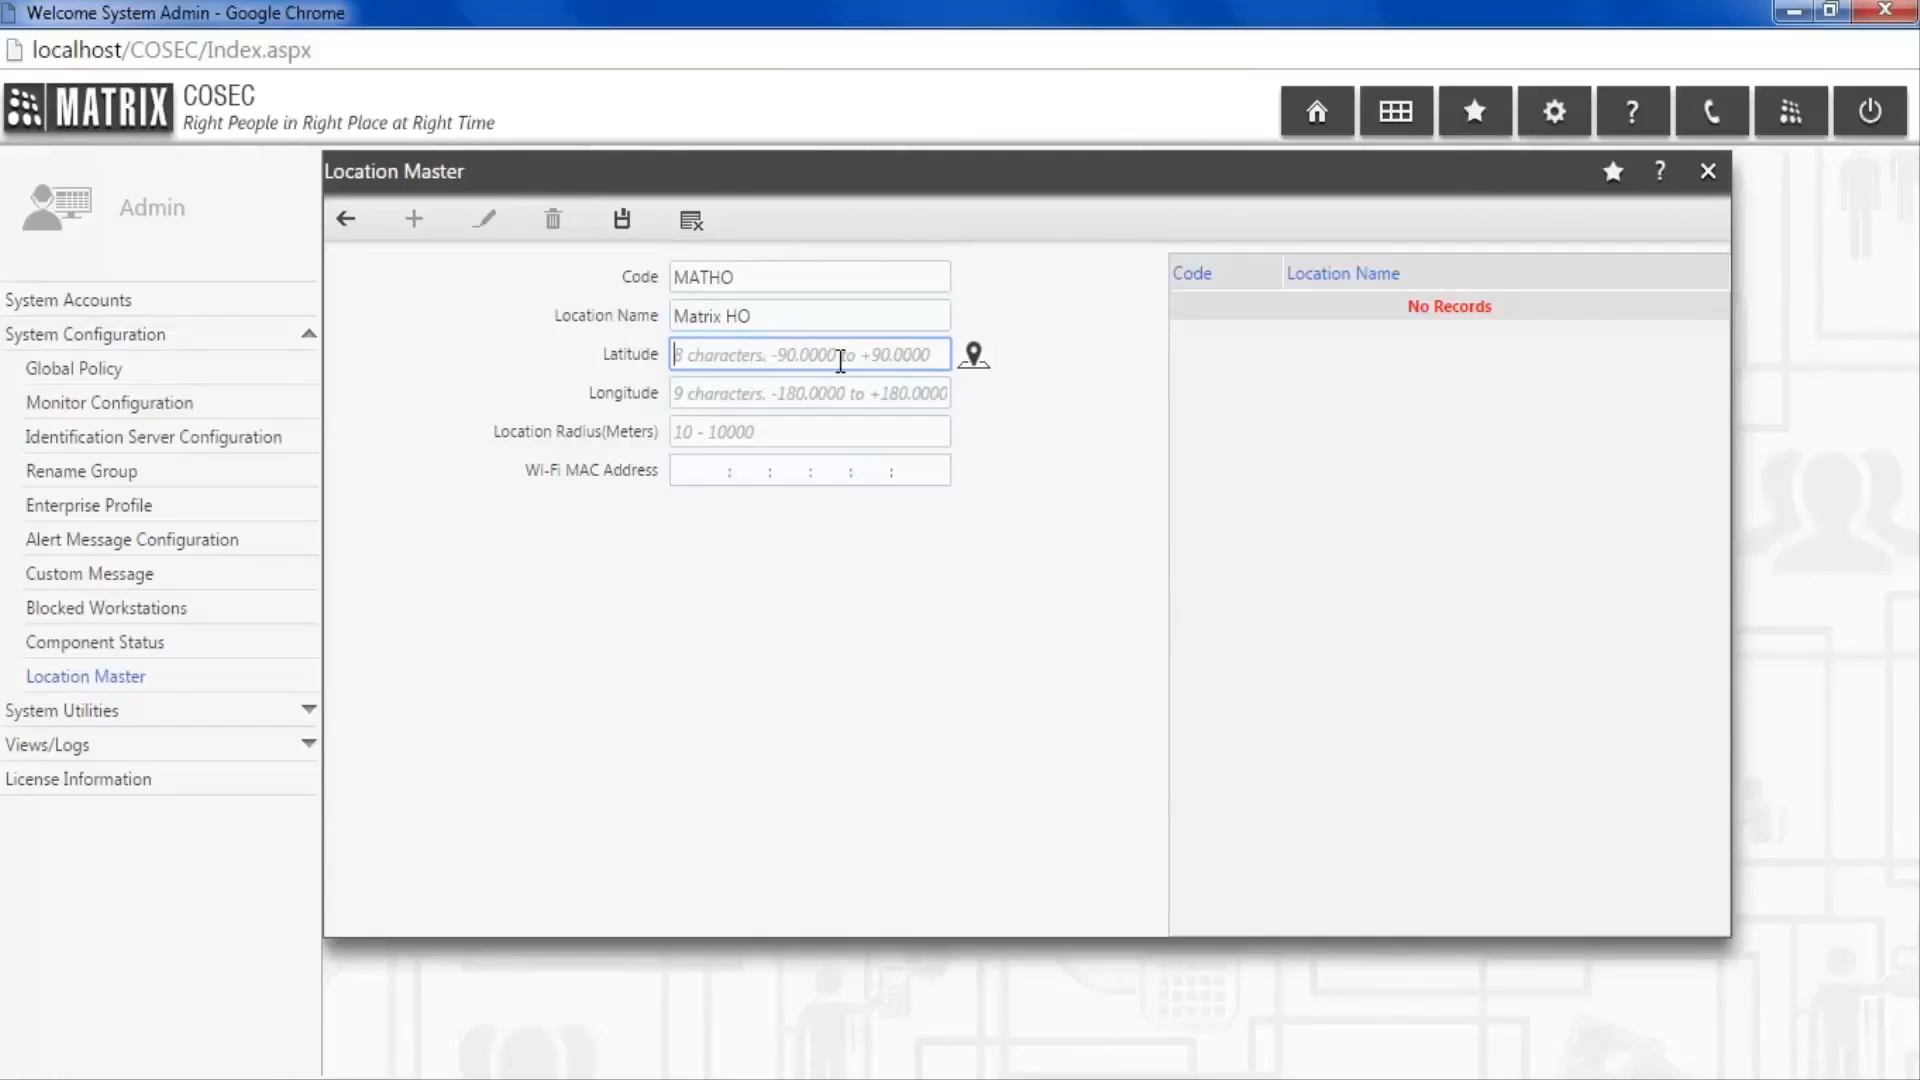 Welcome System Admin - Google Chrome
localhost/COSEC/Index.aspx
MATRIX
COSEC
Right People in Right Place at Right Time
?
Admin
System Accounts
System Configuration
Global Policy
Monitor Configuration
Identification Server Configuration
Rename Group
Enterprise Profile
Alert Message Configuration
Custom Message
Blocked Workstations
Component Status
Location Master
System Utilities
Views/Logs
License Information
Location Master
?
Code MATHO
Location Name Matrix HO
Latitude 8 characters. -90.0000 to +90.0000
Longitude 9 characters. -180.0000 to +180.0000
Location Radius(Meters) 10 - 10000
Wi-Fi MAC Address : : : : :
Code Location Name
No Records